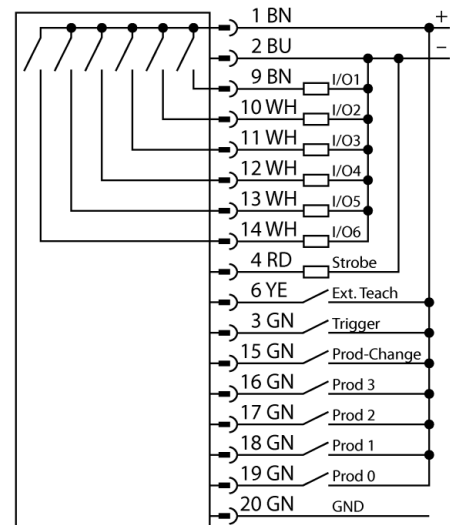 1 BN +
2 BU −
9 BN I/O1
10 WH I/O2
11 WH I/O3
12 WH I/O4
13 WH I/O5
14 WH I/O6
4 RD Strobe
6 YE Ext. Teach
3 GN Trigger
15 GN Prod-Change
16 GN Prod 3
17 GN Prod 2
18 GN Prod 1
19 GN Prod 0
20 GN GND